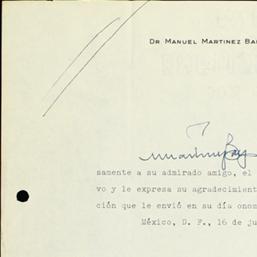 DR. MANUEL MARTINEZ BA
samente a su admirado amigo, el
vo y le expresa su agradecimient
ción que le envió en su día onom
México, D. F., 16 de ju